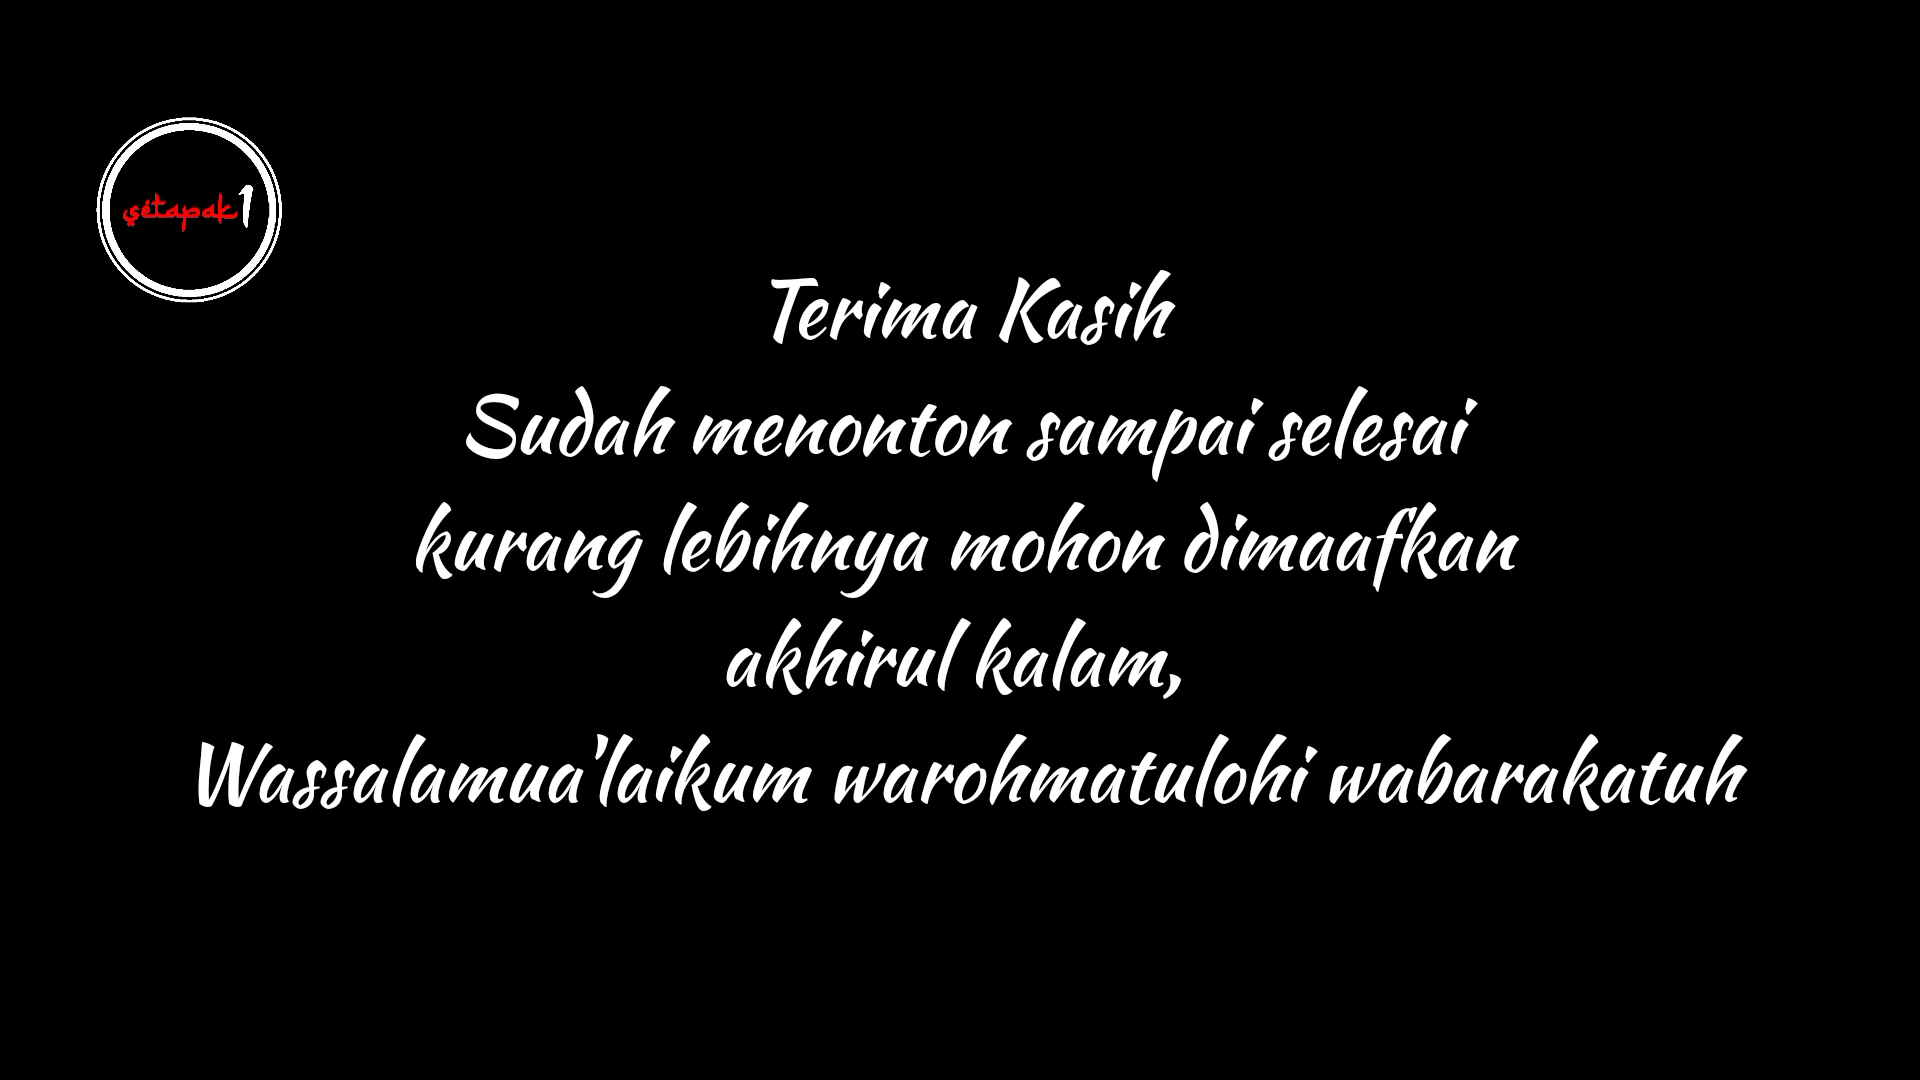 setapak1
Terima Kasih
Sudah menonton sampai selesai
kurang lebihnya mohon dimaafkan
akhirul kalam,
Wassalamua'laikum warohmatulohi wabarakatuh